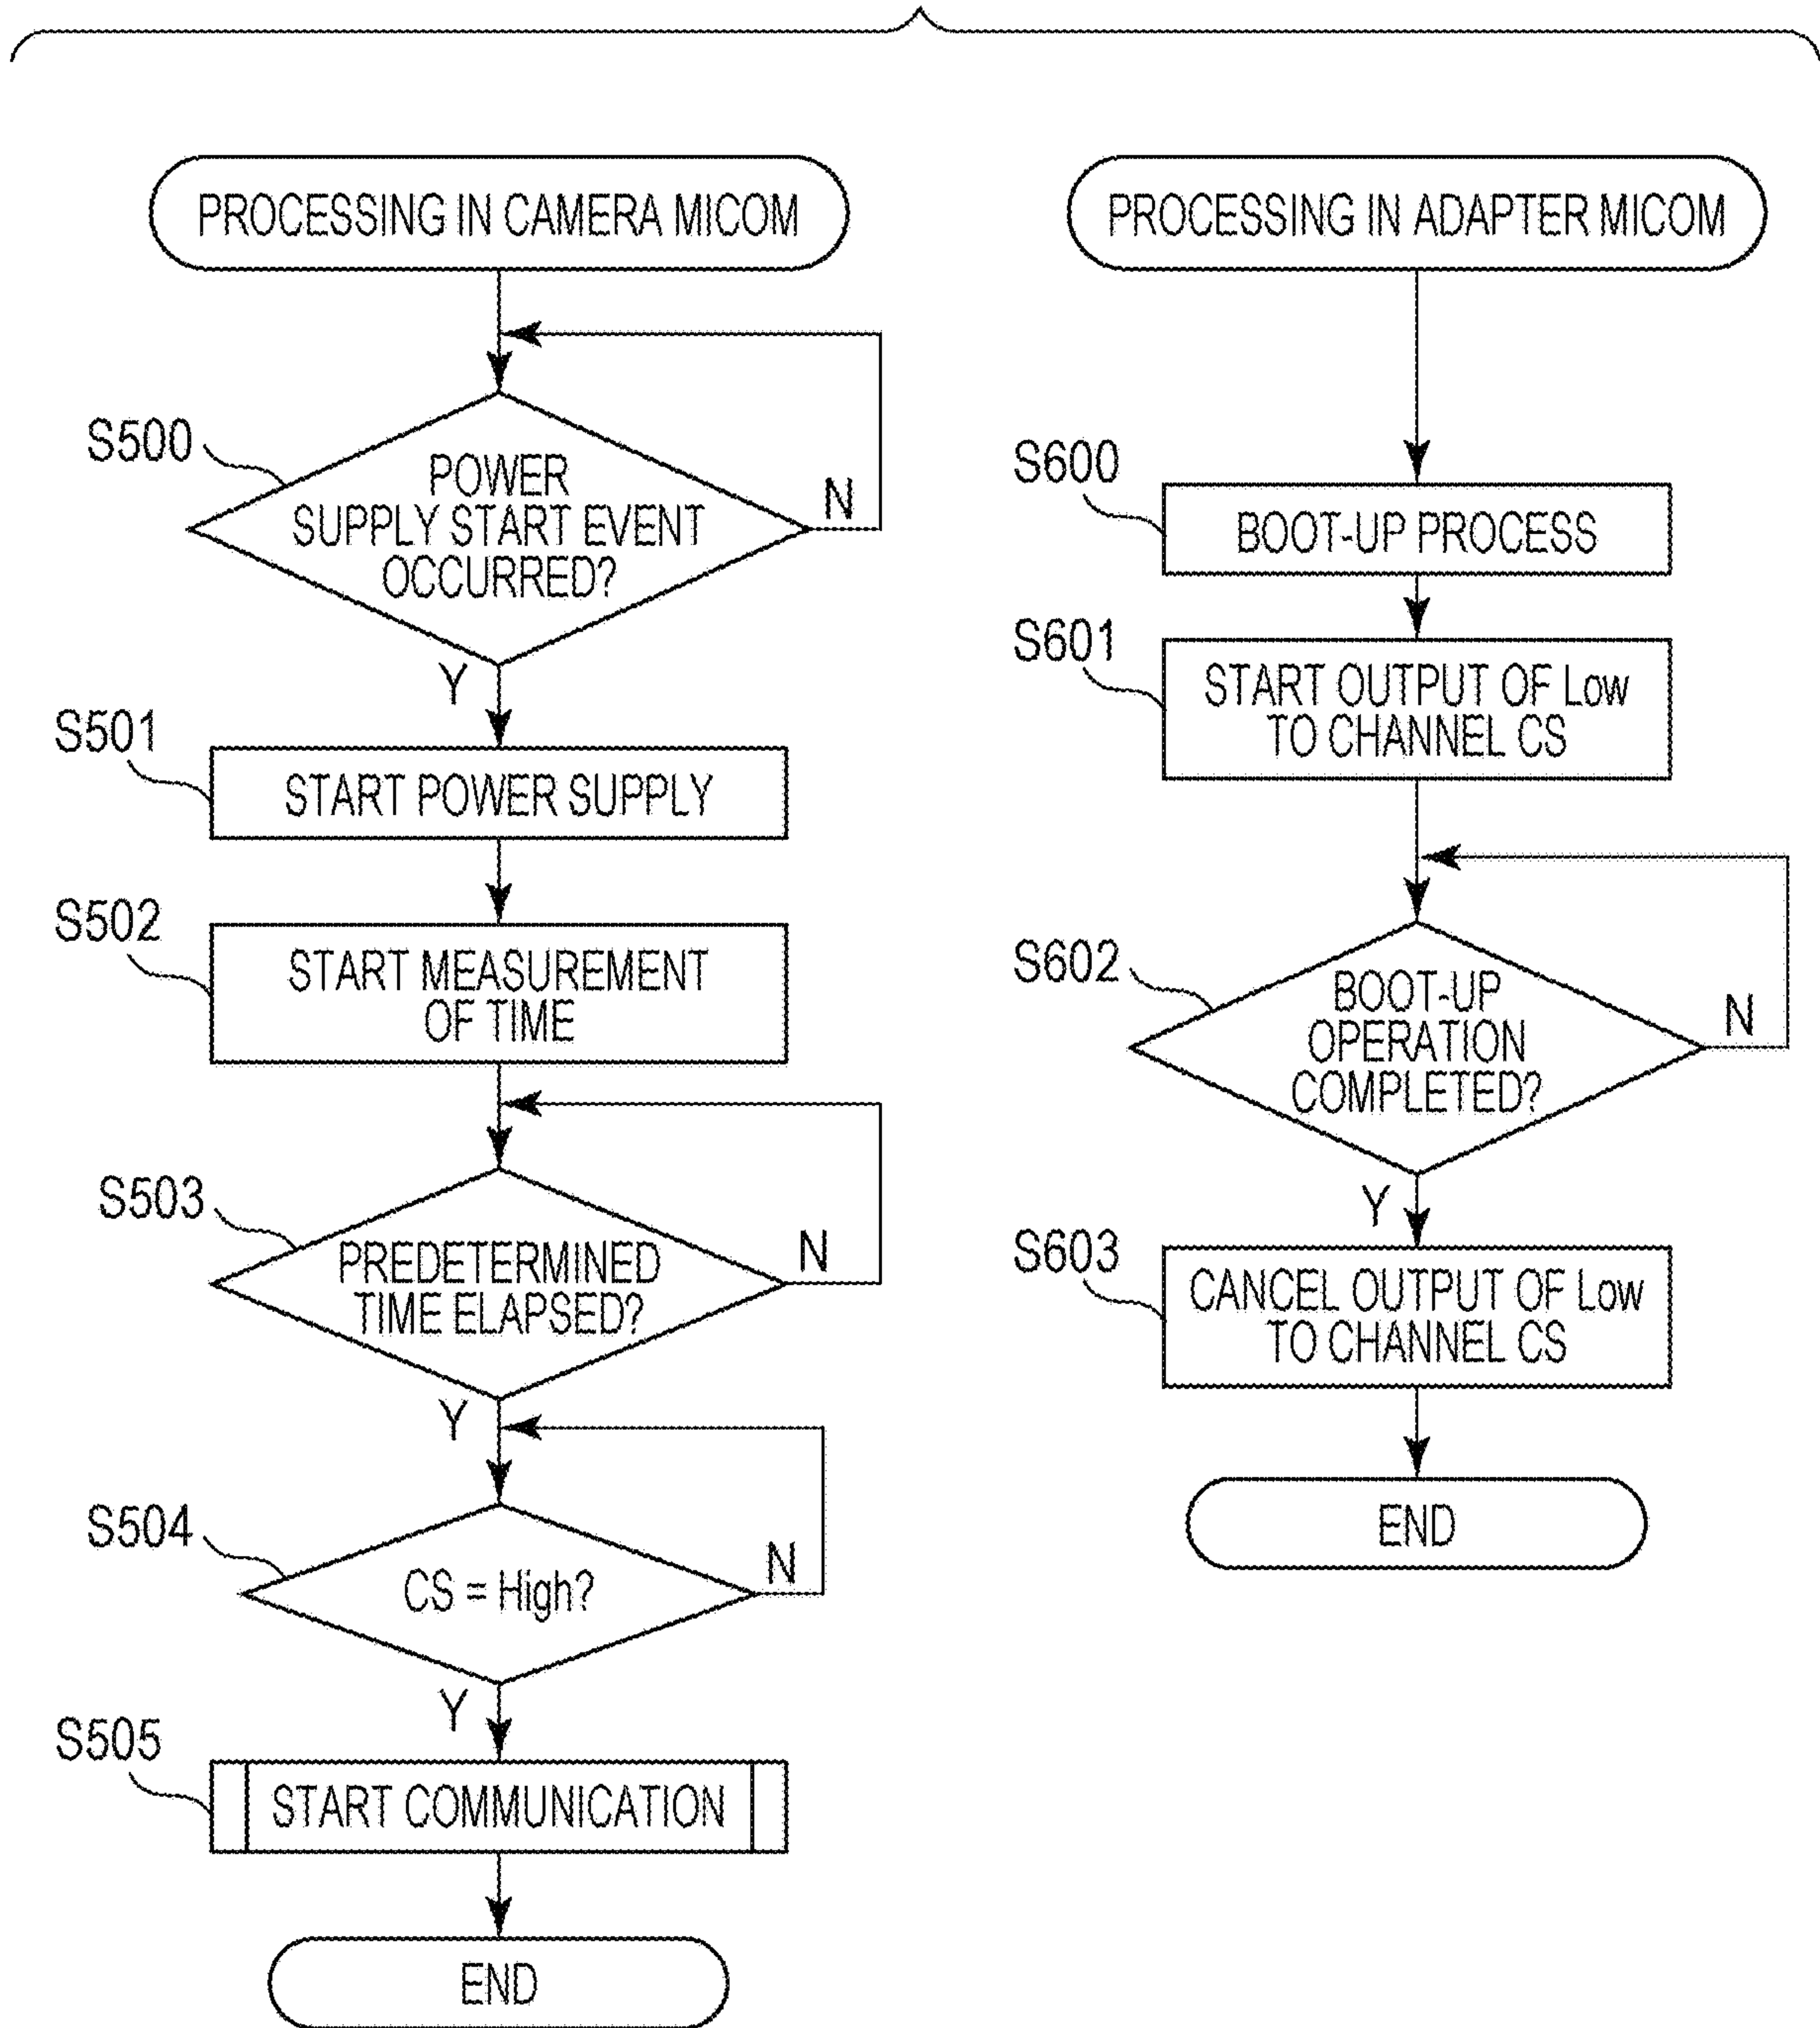 PROCESSING IN CAMERA MICOM
S500
POWER
SUPPLY START EVENT
OCCURRED?
N
Y
S501
START POWER SUPPLY
S502
START MEASUREMENT
OF TIME
S503
PREDETERMINED
TIME ELAPSED?
N
Y
S504
CS = High?
N
Y
S505
START COMMUNICATION
END
PROCESSING IN ADAPTER MICOM
S600
BOOT-UP PROCESS
S601
START OUTPUT OF Low
TO CHANNEL CS
S602
BOOT-UP
OPERATION
COMPLETED?
N
Y
S603
CANCEL OUTPUT OF Low
TO CHANNEL CS
END